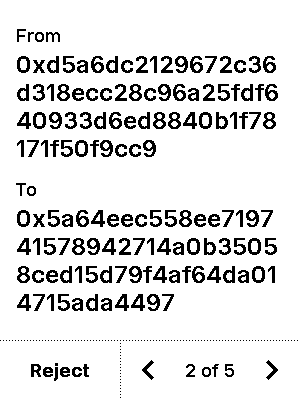 From
0xd5a6dc2129672c36
d318ecc28c96a25fdf6
40933d6ed8840b1f78
171f50f9cc9
To
0x5a64eec558ee7197
41578942714a0b3505
8ced15d79f4af64da01
4715ada4497
Reject
2 of 5